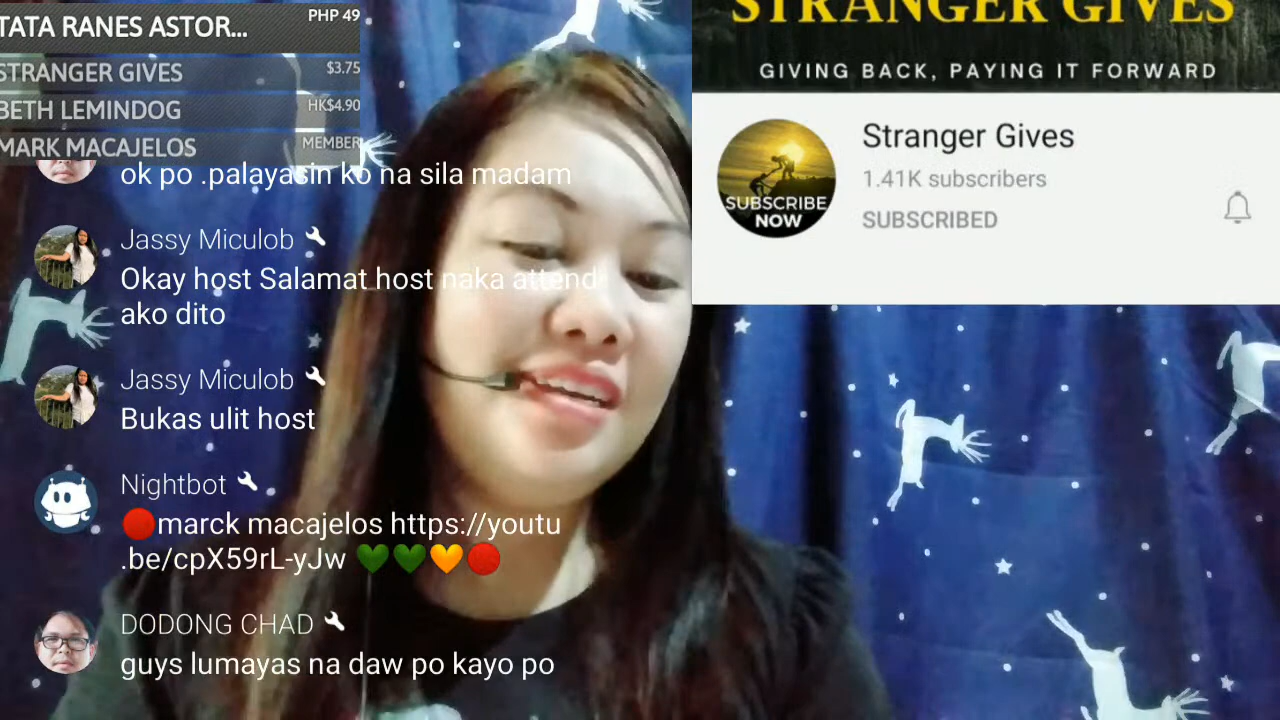 TATA RANES ASTOR...
PHP 49
STRANGER GIVES
$3.75
BETH LEMINDOG
HK$4.90
MARK MACAJELOS
MEMBER
ok po .palayasin ko na sila madam
Jassy Miculob
Okay host Salamat host naka attend
ako dito
Jassy Miculob
Bukas ulit host
Nightbot
🔴marck macajelos https://youtu
.be/cpX59rL-yJw 💚💚🧡🔴
DODONG CHAD
guys lumayas na daw po kayo po
STRANGER GIVES
GIVING BACK, PAYING IT FORWARD
Stranger Gives
1.41K subscribers
SUBSCRIBED
SUBSCRIBE
NOW